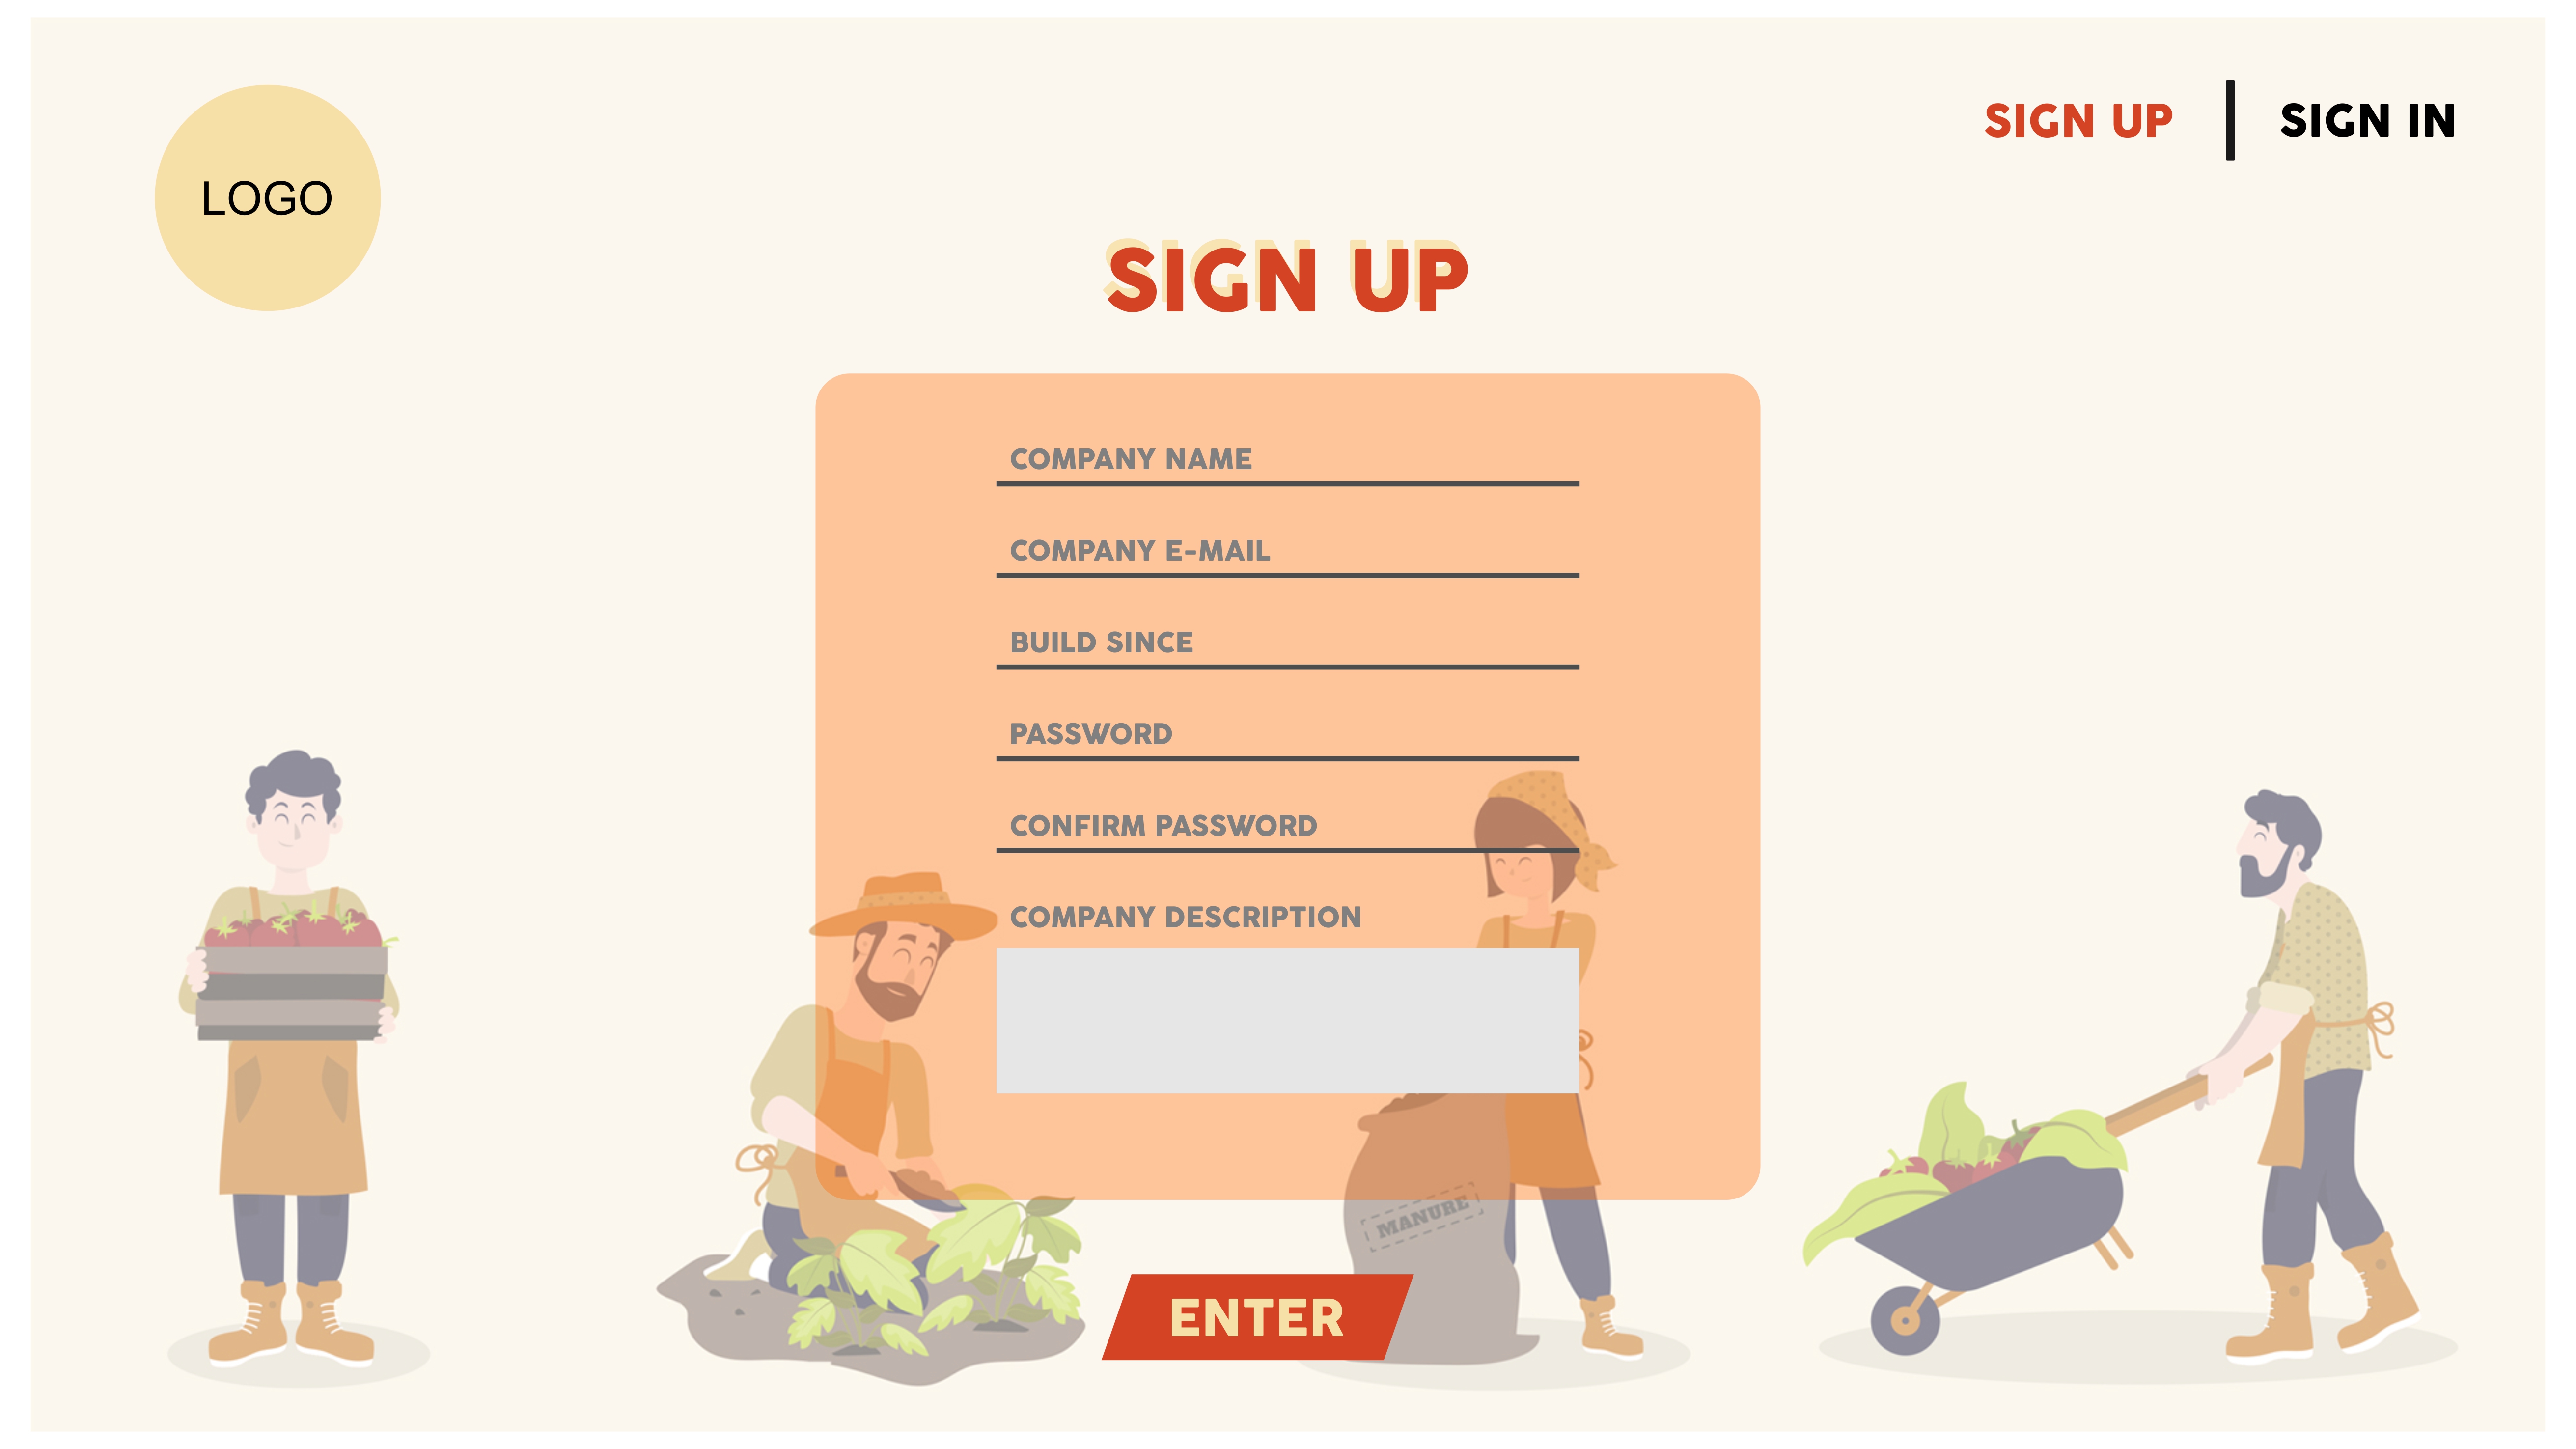 LOGO
SIGN UP
SIGN IN
SIGN UP
COMPANY NAME
COMPANY E-MAIL
BUILD SINCE
PASSWORD
CONFIRM PASSWORD
COMPANY DESCRIPTION
MANURE
ENTER